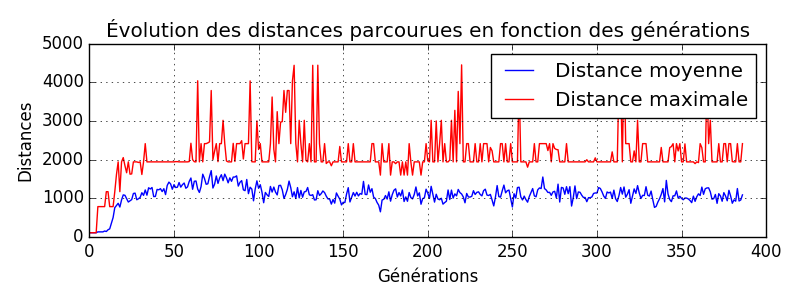 Évolution des distances parcourues en fonction des générations
5000
4000
3000
2000
1000
0
Distances
Distance moyenne
Distance maximale
0 50 100 150 200 250 300 350 400
Générations